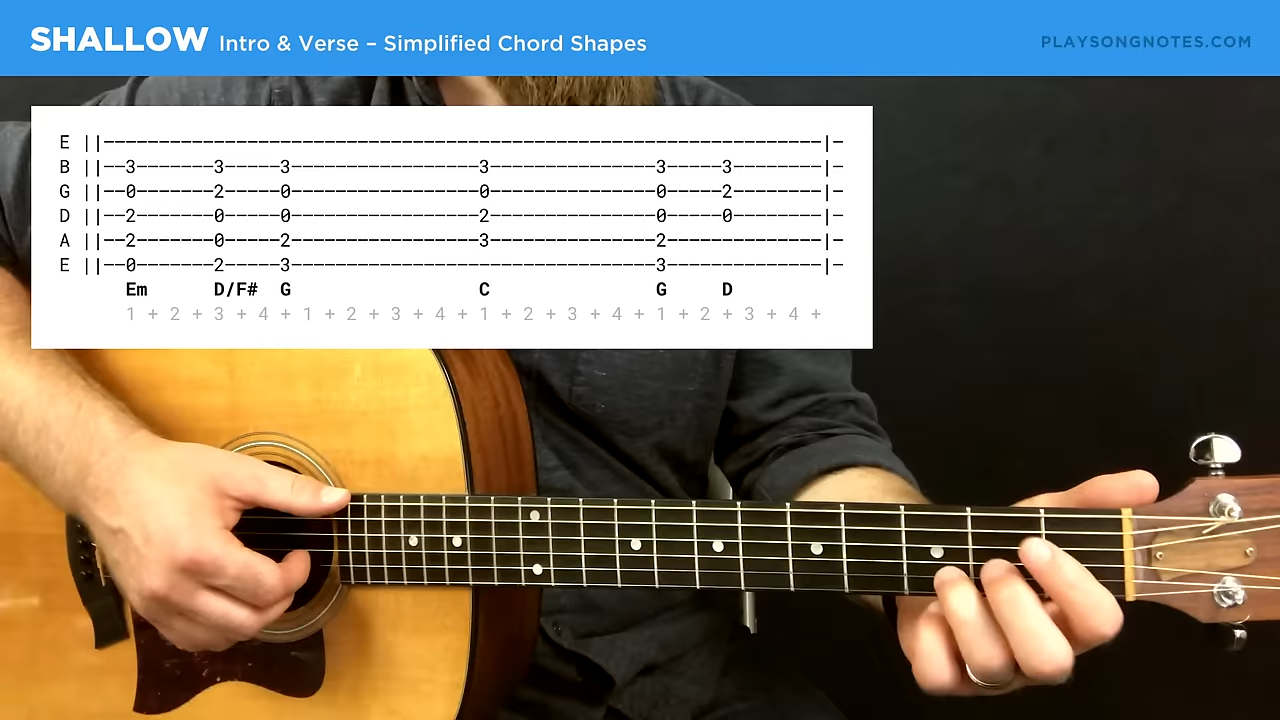 SHALLOW Intro & Verse – Simplified Chord Shapes
PLAYSONGNOTES.COM
E ||-----------------------------------------------------------------|-
B ||--3-------3-----3-----------------3---------------3-----3--------|-
G ||--0-------2-----0-----------------0---------------0-----2--------|-
D ||--2-------0-----0-----------------2---------------0-----0--------|-
A ||--2-------0-----2-----------------3---------------2--------------|-
E ||--0-------2-----3---------------------------------3--------------|-
Em D/F# G C G D
1 + 2 + 3 + 4 + 1 + 2 + 3 + 4 + 1 + 2 + 3 + 4 + 1 + 2 + 3 + 4 +